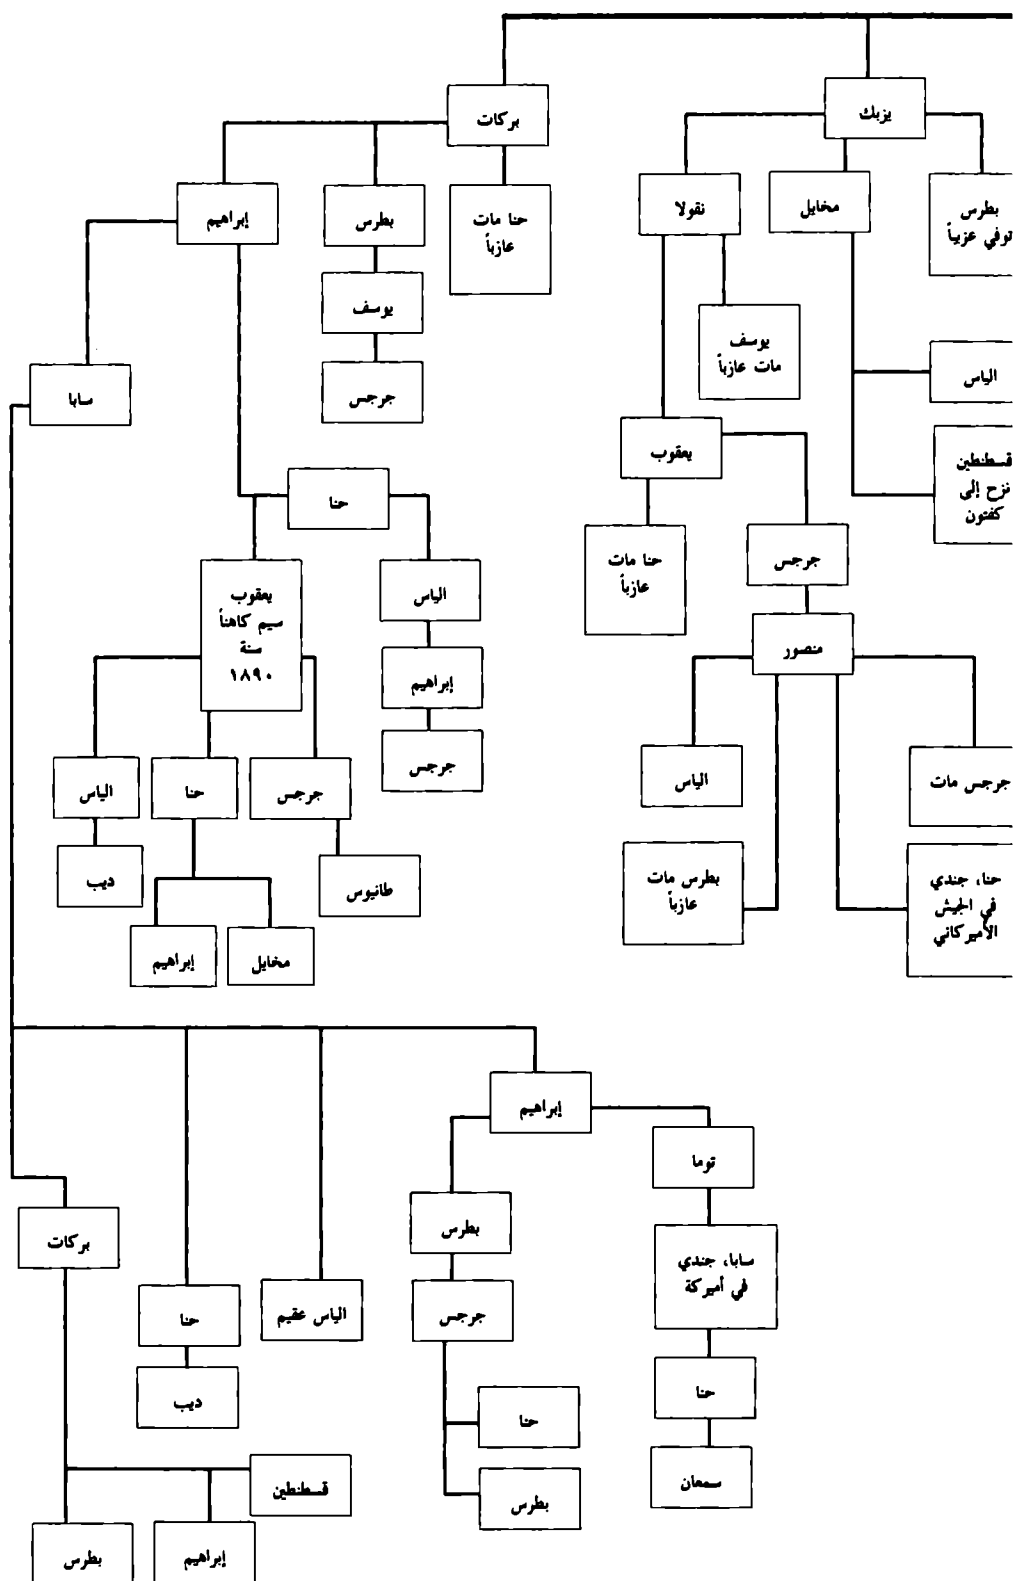 يزبك
بركات
بطرس
توفي عزبياً
مخايل
نقولا
حنا مات
عازباً
بطرس
إبراهيم
يوسف
يوسف
مات عازباً
الياس
جرجس
سابا
قسطنطين
نزح إلى
كفتون
يعقوب
حنا
جرجس
حنا مات
عازباً
الياس
يعقوب
سيم كاهناً
سنة
١٨٩٠
منصور
إبراهيم
جرجس مات
الياس
جرجس
جرجس
حنا
الياس
حنا، جندي
في الجيش
الأميركاني
بطرس مات
عازباً
طانيوس
ديب
مخايل
إبراهيم
إبراهيم
توما
بطرس
بركات
سابا، جندي
في أميركة
جرجس
الياس عقيم
حنا
حنا
ديب
حنا
سمعان
قسطنطين
بطرس
إبراهيم
بطرس